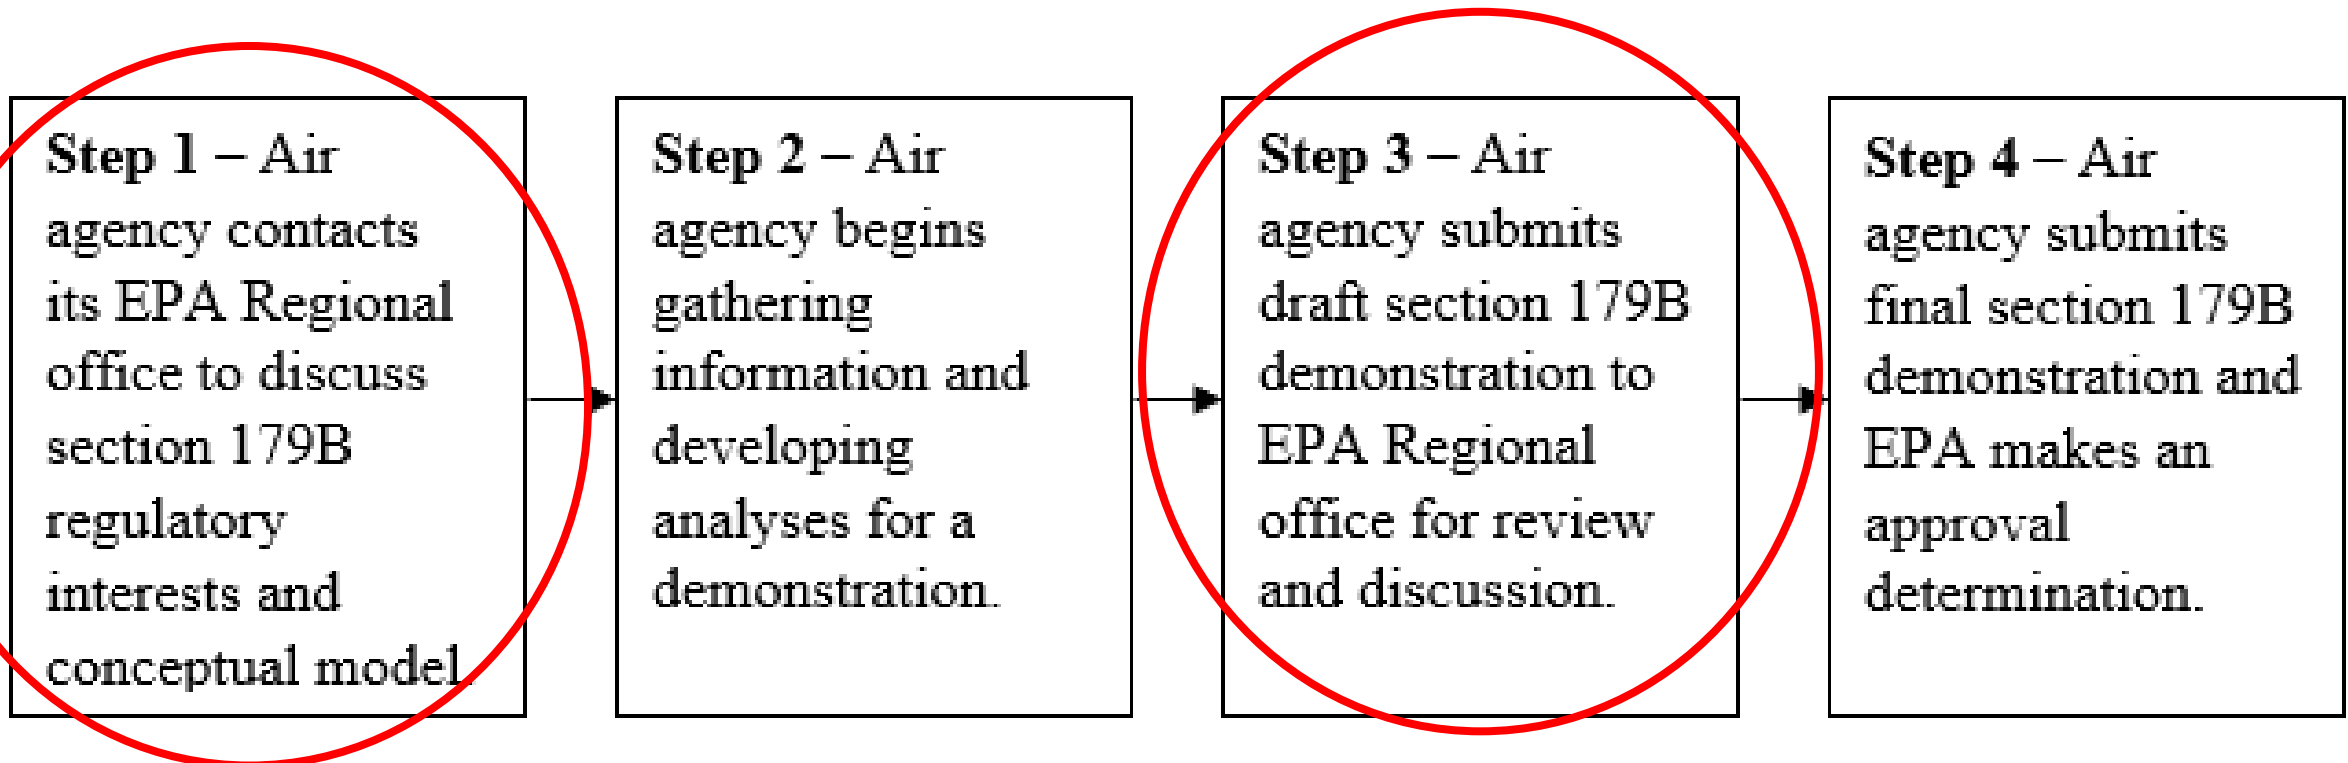 Step 1 – Air
agency contacts
its EPA Regional
office to discuss
section 179B
regulatory
interests and
conceptual model.
Step 2 – Air
agency begins
gathering
information and
developing
analyses for a
demonstration.
Step 3 – Air
agency submits
draft section 179B
demonstration to
EPA Regional
office for review
and discussion.
Step 4 – Air
agency submits
final section 179B
demonstration and
EPA makes an
approval
determination.